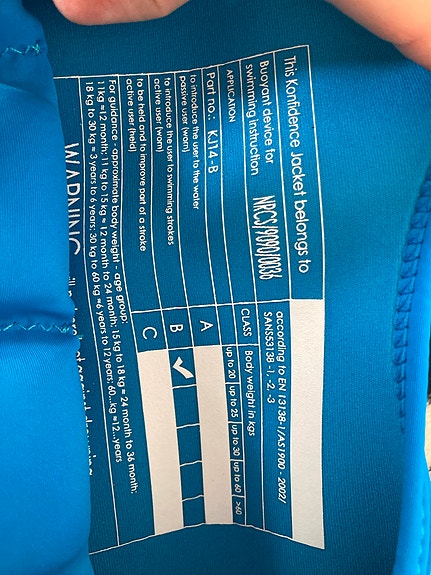 This Konfidence Jacket belongs to
Buoyant device for
swimming instruction
NRCS/9090/0036
according to EN 13138-1/AS1900 - 2002/
SANS53138 -1, -2, -3
APPLICATION
CLASS
Body weight in kgs
Part no.: KJ14-B
up to 20 up to 25 up to 30 up to 60 >60
to introduce the user to the water
passive user (worn)
A
to introduce the user to swimming strokes
active user (worn)
B ✓
to be held and to improve part of a stroke
active user (held)
C
For guidance - approximate body weight - age group:
11kg = 12 month; 11 kg to 15 kg ≈ 12 month to 24 month; 15 kg to 18 kg ≈ 24 month to 36 month;
18 kg to 30 kg ≈ 3 years to 6 years; 30 kg to 60 kg ≈6 years to 12 years; 60...kg ≈12...years
WARNING
against drowning